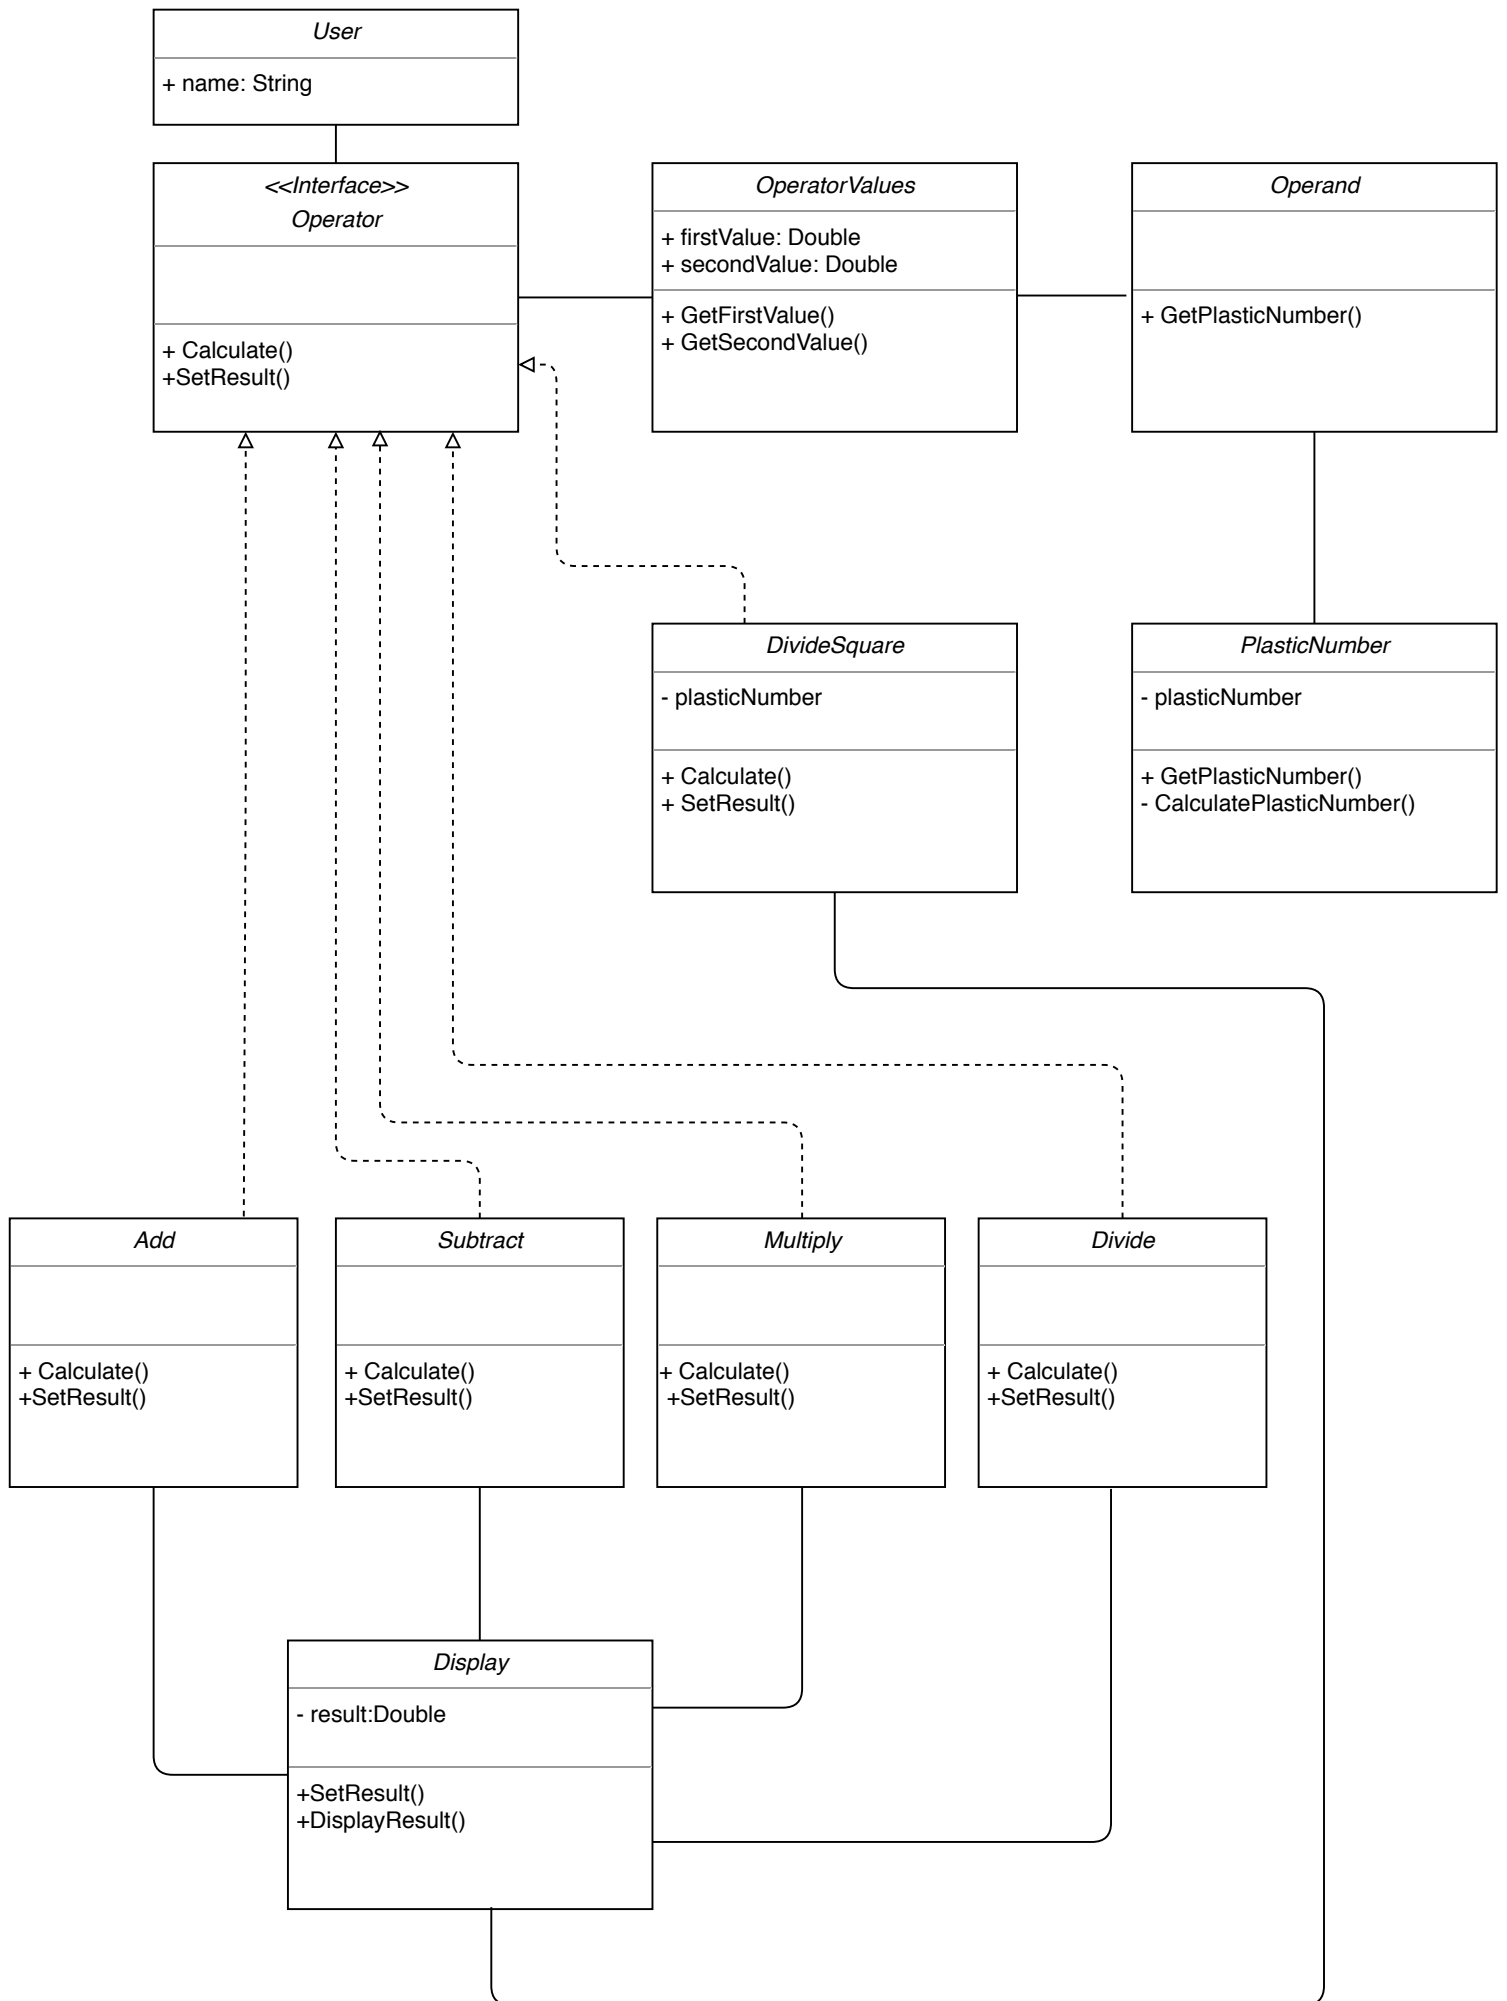 User
+ name: String
<<Interface>>
Operator
+ Calculate()
+SetResult()
OperatorValues
+ firstValue: Double
+ secondValue: Double
+ GetFirstValue()
+ GetSecondValue()
Operand
+ GetPlasticNumber()
DivideSquare
- plasticNumber
+ Calculate()
+ SetResult()
PlasticNumber
- plasticNumber
+ GetPlasticNumber()
- CalculatePlasticNumber()
Add
+ Calculate()
+SetResult()
Subtract
+ Calculate()
+SetResult()
Multiply
+ Calculate()
+SetResult()
Divide
+ Calculate()
+SetResult()
Display
- result:Double
+SetResult()
+DisplayResult()